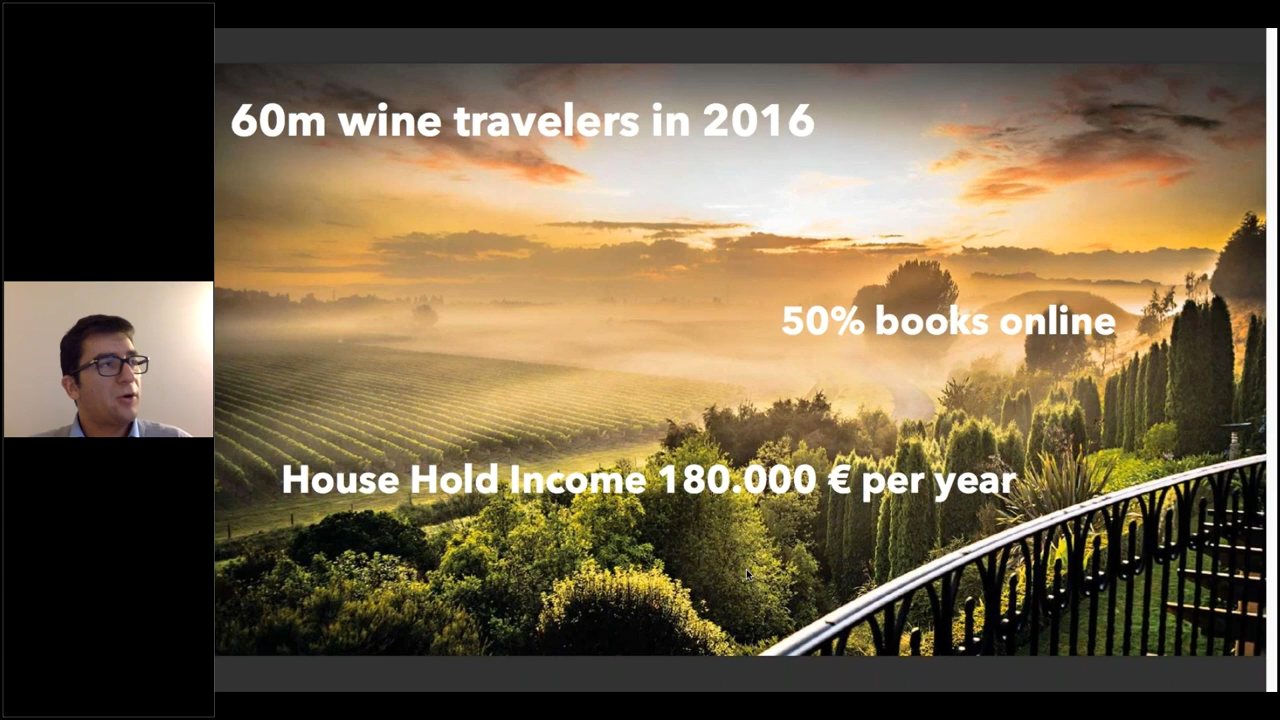 60m wine travelers in 2016
50% books online
House Hold Income 180.000 € per year